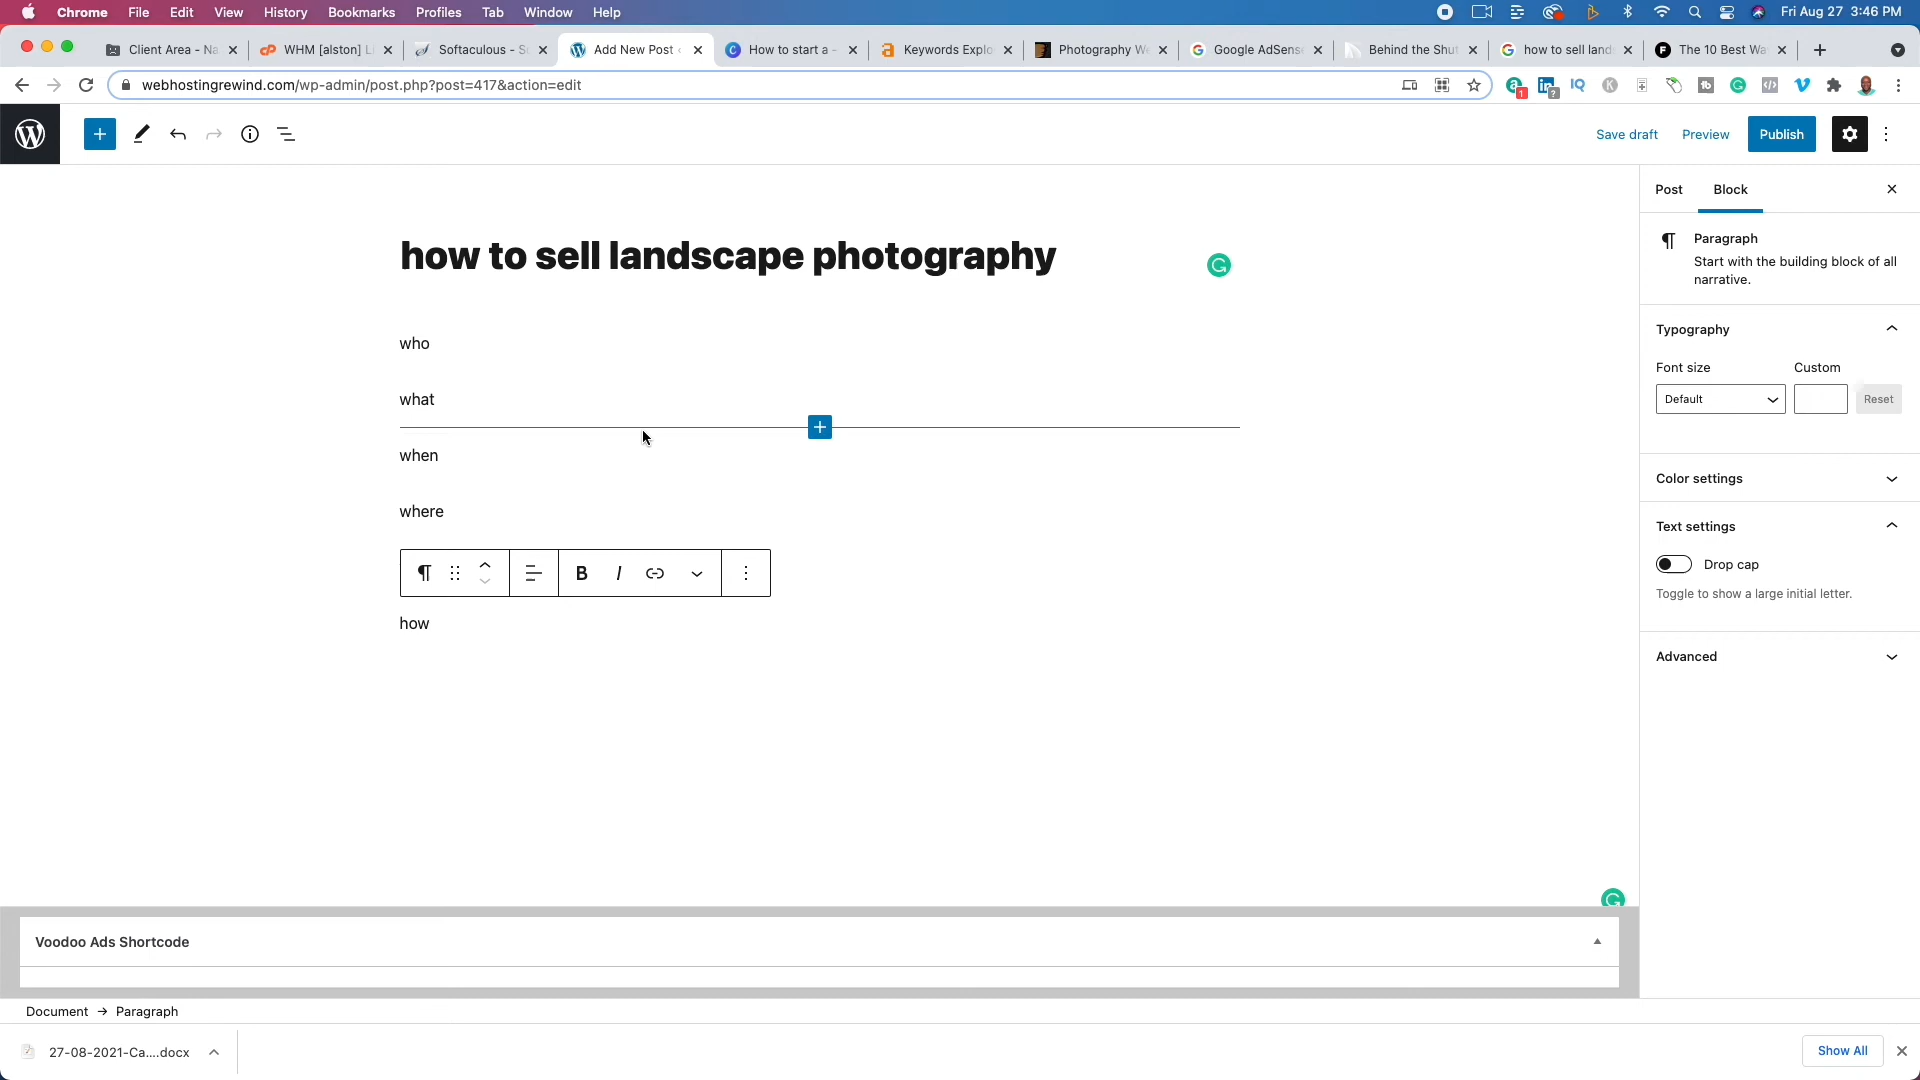 Chrome File Edit View History Bookmarks Profiles Tab Window Help Fri Aug 27 3:46 PM
Client Area - Na WHM [alston] L Softaculous - S Add New Post How to start a - Keywords Explo Photography We Google AdSens Behind the Shut how to sell land The 10 Best Wa
webhostingrewind.com/wp-admin/post.php?post=417&action=edit
Save draft Preview Publish
Post Block
how to sell landscape photography
Paragraph
Start with the building block of all
narrative.
Typography
who
Font size Custom
what
Default Reset
when
Color settings
where
Text settings
B I
Drop cap
Toggle to show a large initial letter.
how
Advanced
Voodoo Ads Shortcode
Document → Paragraph
27-08-2021-Ca....docx Show All